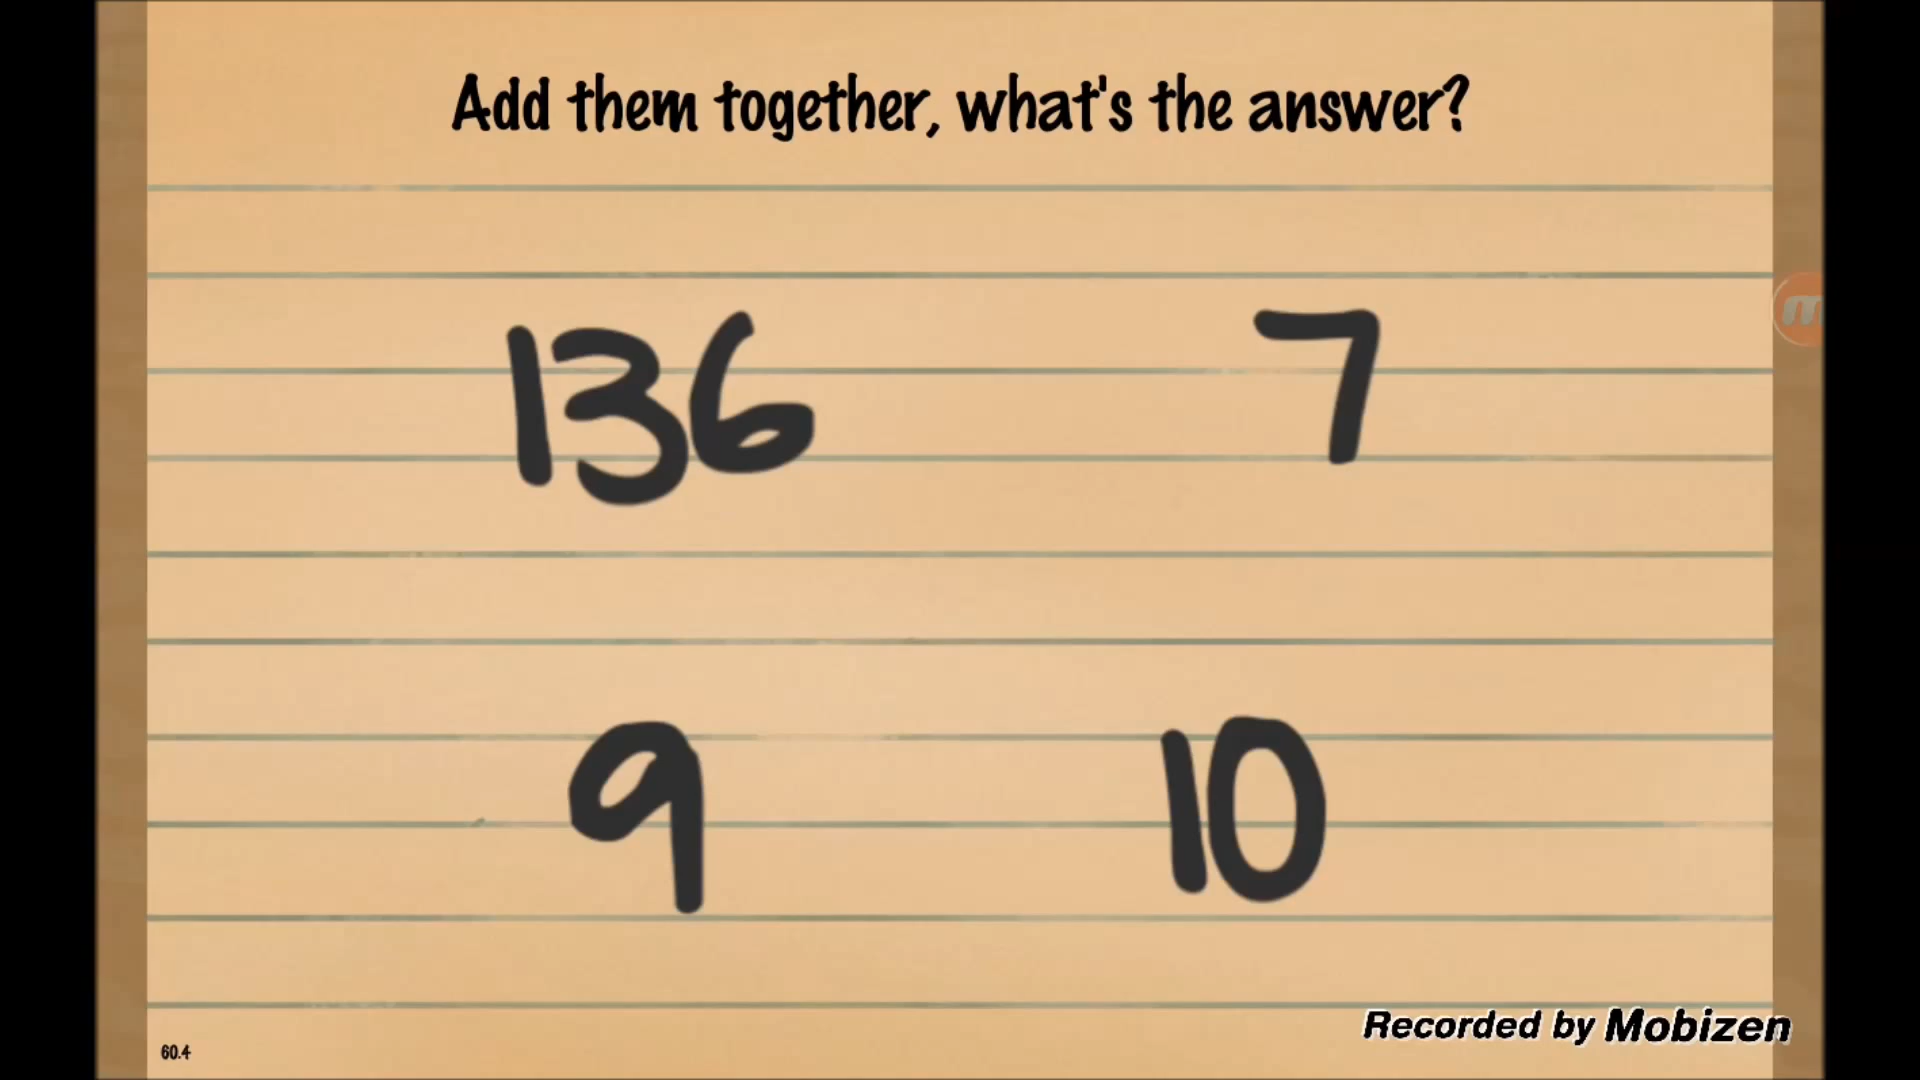 Add them together, what's the answer?
136 7
9 10
60.4
Recorded by Mobizen